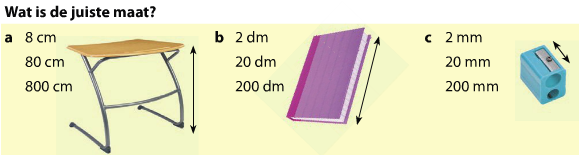 Wat is de juiste maat?
a 8 cm
80 cm
800 cm
b 2 dm
20 dm
200 dm
c 2 mm
20 mm
200 mm